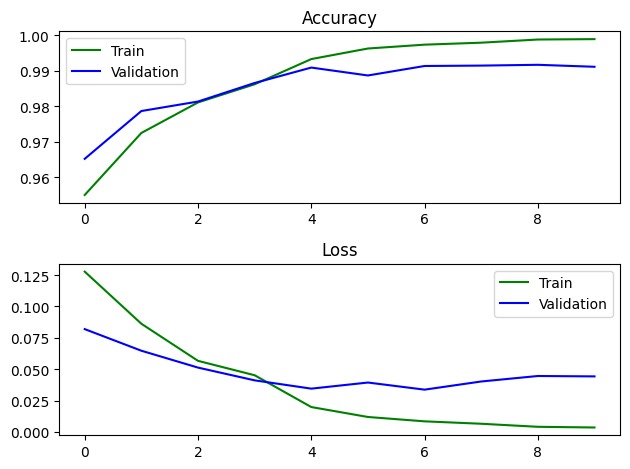 Accuracy
1.00
0.99
0.98
0.97
0.96
Train
Validation
0 2 4 6 8
Loss
0.125
0.100
0.075
0.050
0.025
0.000
Train
Validation
0 2 4 6 8